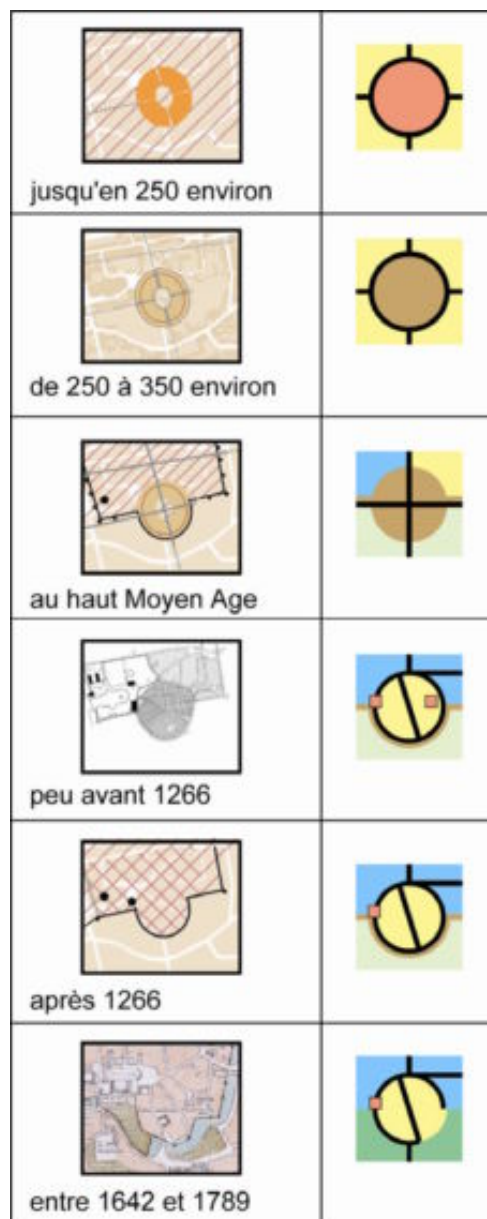 jusqu'en 250 environ
de 250 à 350 environ
au haut Moyen Age
peu avant 1266
après 1266
entre 1642 et 1789